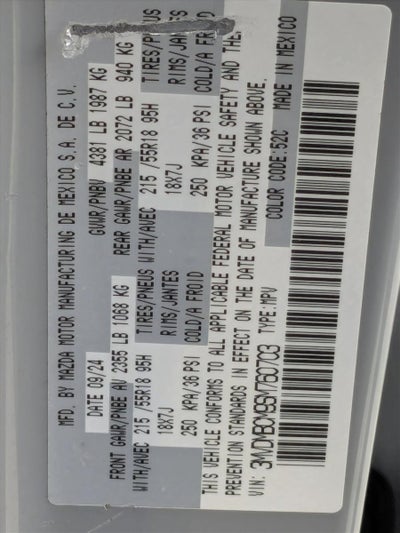 MFD. BY MAZDA MOTOR MANUFACTURING DE MEXICO S.A. DE C.V.
DATE 09/24 GVWR/PNBV 4381 LB 1987 KG
FRONT GAWR/PNBE AV 2355 LB 1068 KG REAR GAWR/PNBE AR 2072 LB 940 KG
WITH/AVEC 215 /55R18 95H TIRES/PNEUS WITH/AVEC 215 /55R18 95H TIRES/PNEUS
18X7J RIMS/JANTES 18X7J RIMS/JANTES
250 KPA/36 PSI COLD/A FROID 250 KPA/36 PSI COLD/A FROID
THIS VEHICLE CONFORMS TO ALL APPLICABLE FEDERAL MOTOR VEHICLE SAFETY AND THEFT
PREVENTION STANDARDS IN EFFECT ON THE DATE OF MANUFACTURE SHOWN ABOVE.
VIN: 3MVDMBCM9SM760703 TYPE:MPV COLOR CODE:52C MADE IN MEXICO